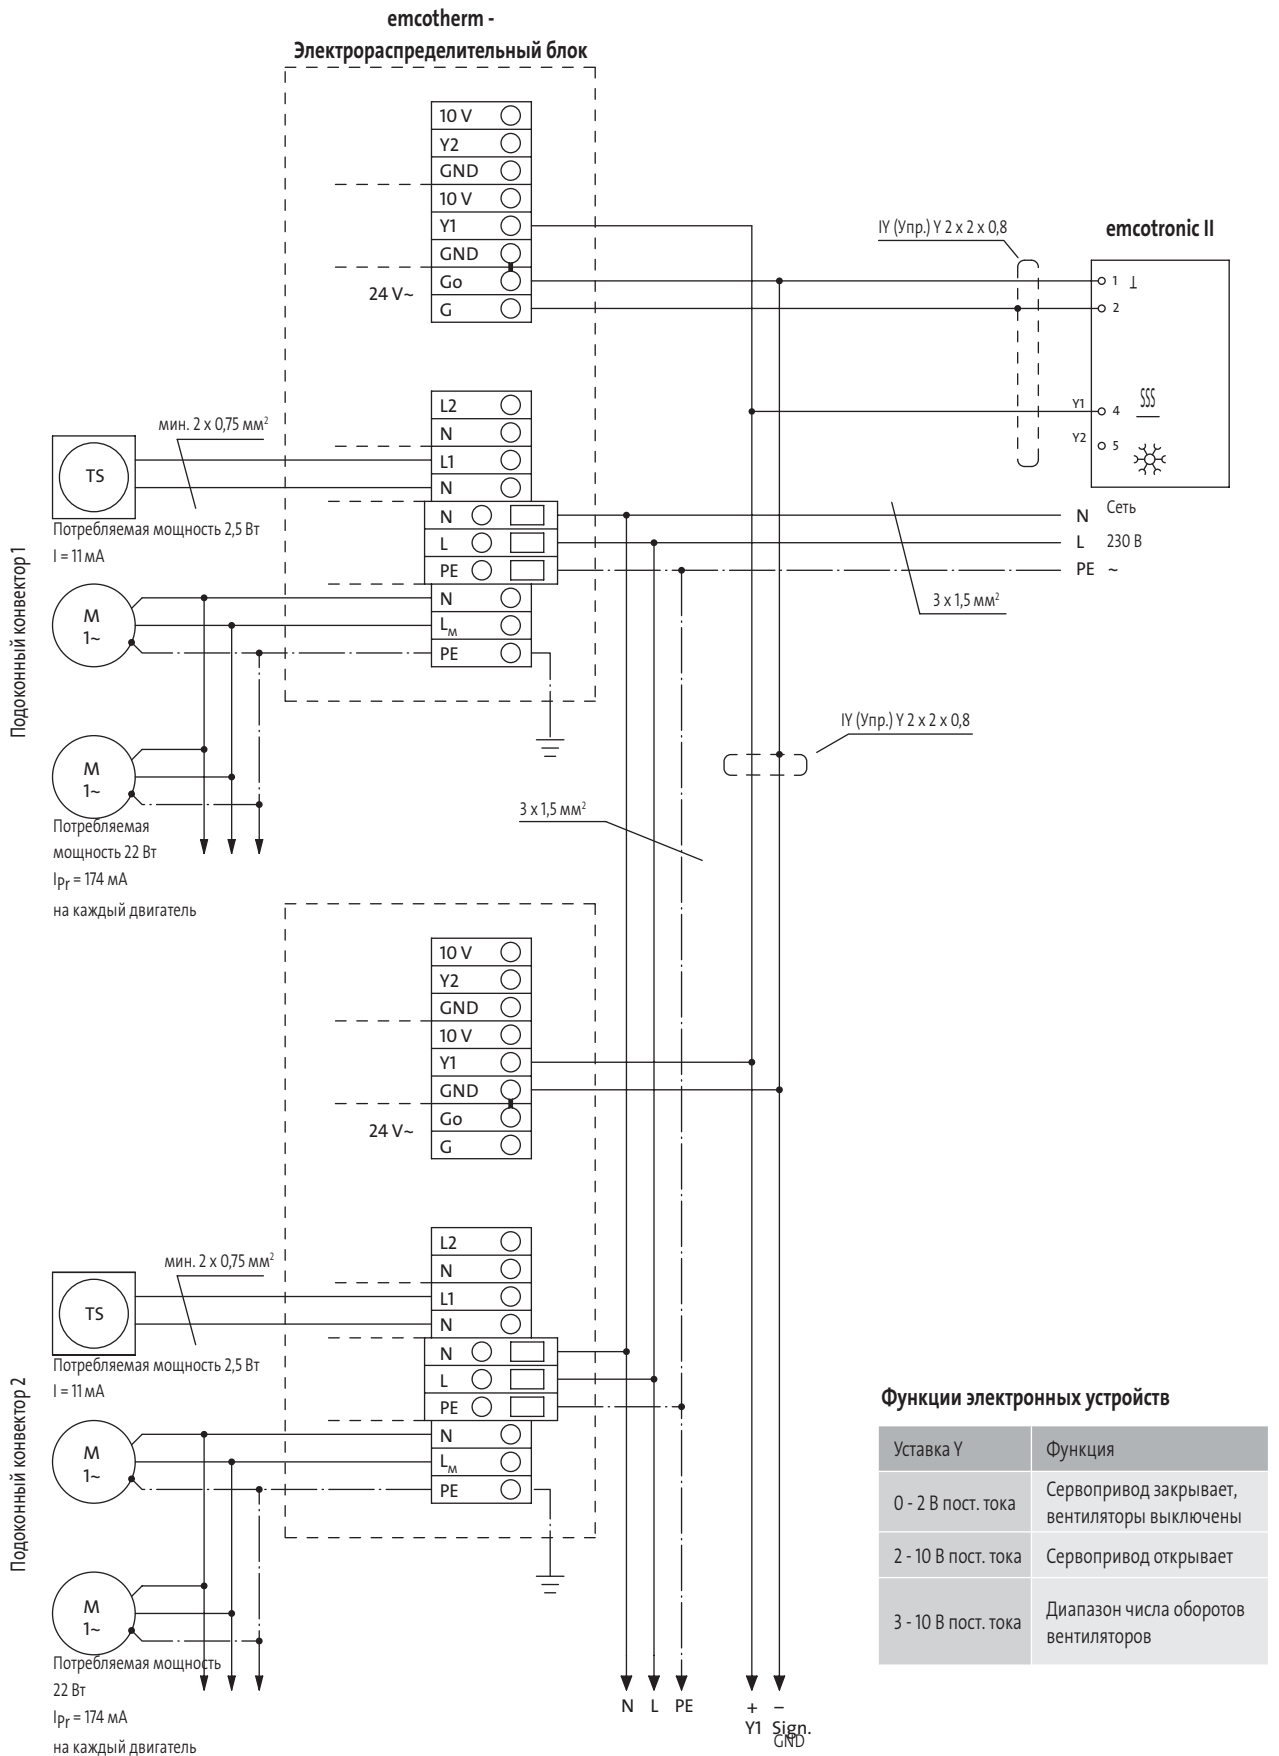 emcotherm -
Электрораспределительный блок
10 V
Y2
GND
10 V
Y1
GND
24 V~
Go
G
IY (Упр.) Y 2 x 2 x 0,8
emcotronic II
1 ⊥
2
Y1 4
Y2 5
L2
N
L1
N
N
L
PE
N
LM
PE
мин. 2 x 0,75 мм²
TS
Потребляемая мощность 2,5 Вт
I = 11 мА
Подоконный конвектор 1
M
1~
M
1~
Потребляемая
мощность 22 Вт
IPr = 174 мА
на каждый двигатель
N Сеть
L 230 В
PE ~
3 x 1,5 мм²
IY (Упр.) Y 2 x 2 x 0,8
3 x 1,5 мм²
10 V
Y2
GND
10 V
Y1
GND
24 V~
Go
G
L2
N
L1
N
N
L
PE
N
LM
PE
мин. 2 x 0,75 мм²
TS
Потребляемая мощность 2,5 Вт
I = 11 мА
Подоконный конвектор 2
M
1~
M
1~
Потребляемая мощность
22 Вт
IPr = 174 мА
на каждый двигатель
N L PE + –
Y1 Sign.
GND
Функции электронных устройств
Уставка Y Функция
0 - 2 В пост. тока Сервопривод закрывает,
вентиляторы выключены
2 - 10 В пост. тока Сервопривод открывает
3 - 10 В пост. тока Диапазон числа оборотов
вентиляторов